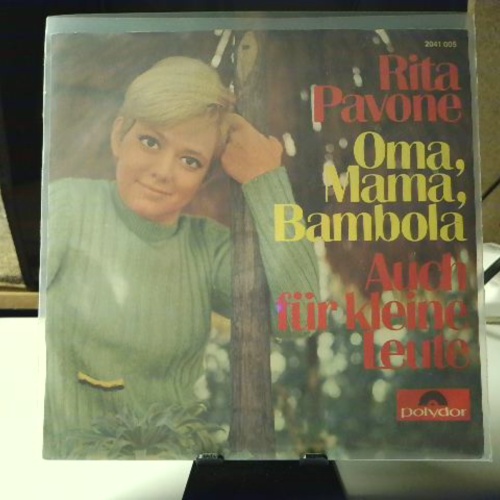 2041 005
Rita
Pavone
Oma,
Mama,
Bambola
Auch
für kleine
Leute
polydor